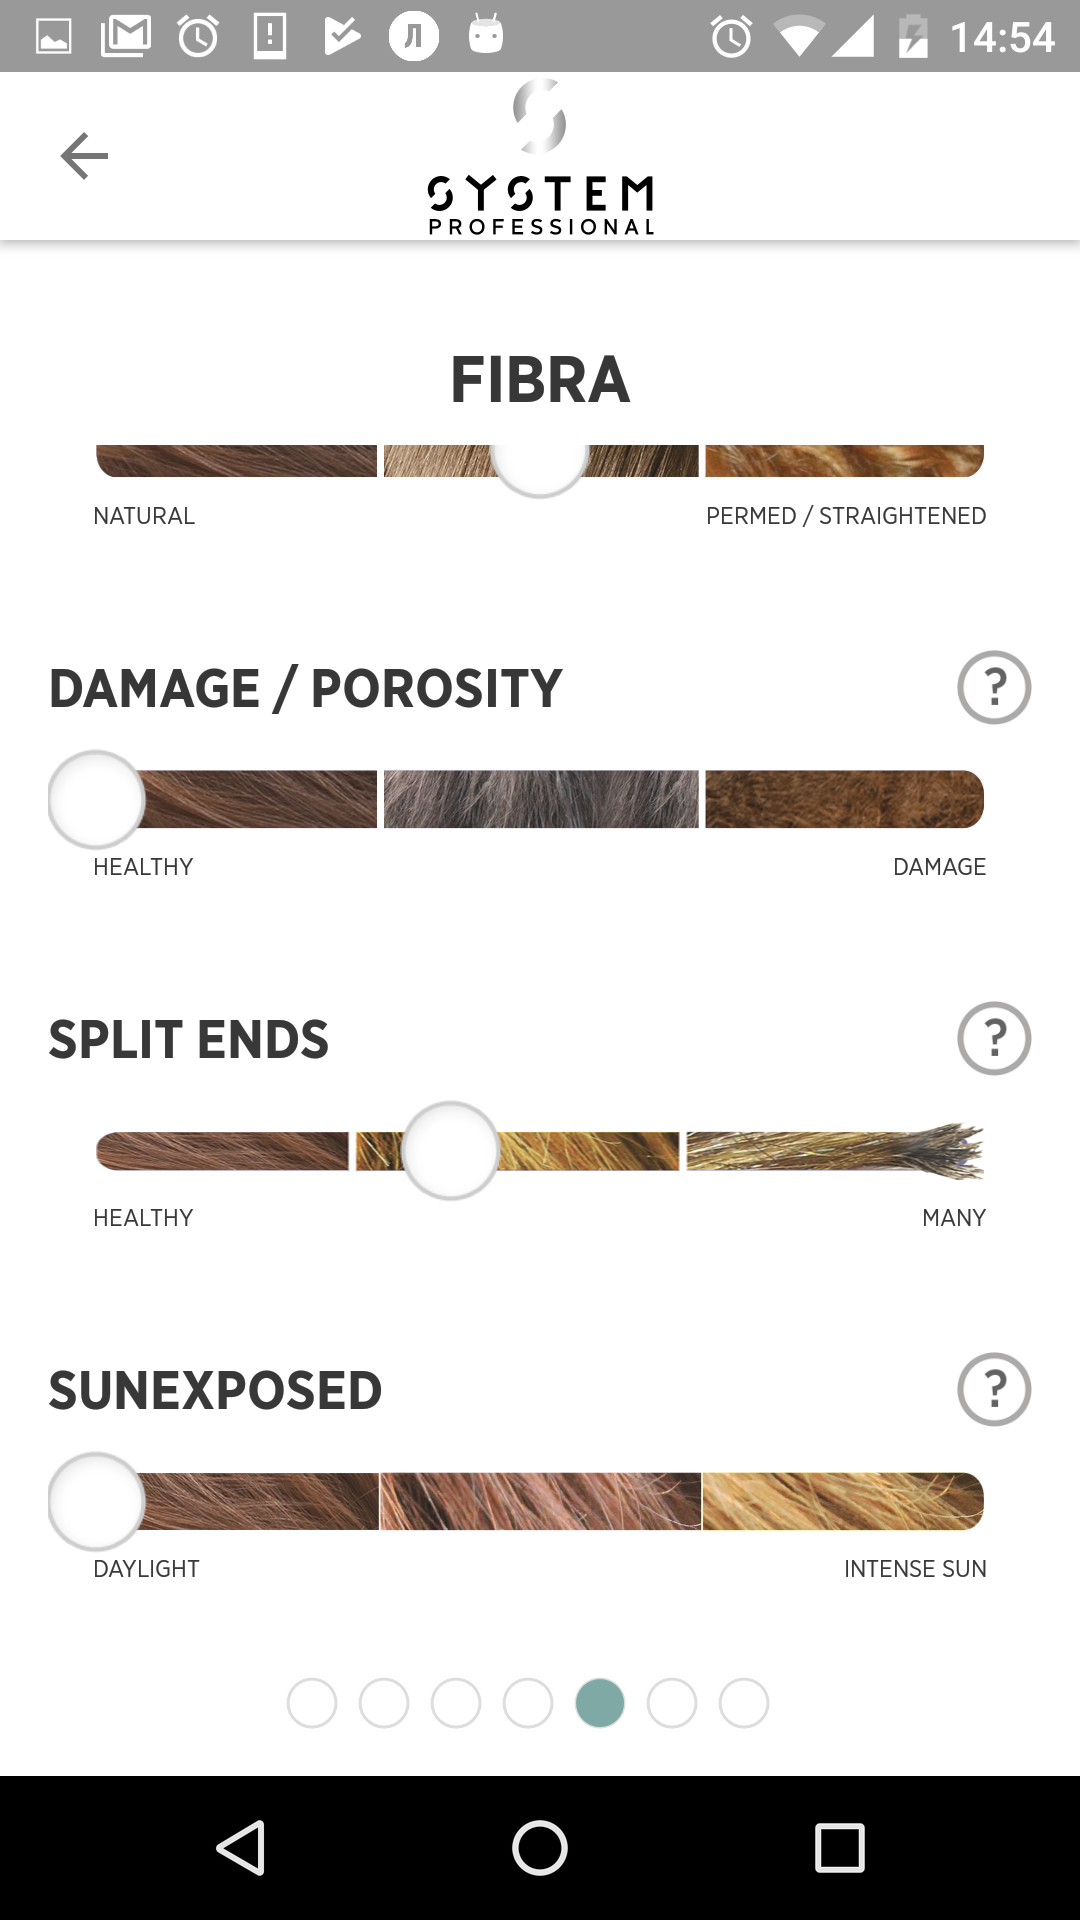 14:54
SYSTEM
PROFESSIONAL
FIBRA
NATURAL
PERMED / STRAIGHTENED
DAMAGE / POROSITY
?
HEALTHY
DAMAGE
SPLIT ENDS
?
HEALTHY
MANY
SUNEXPOSED
?
DAYLIGHT
INTENSE SUN